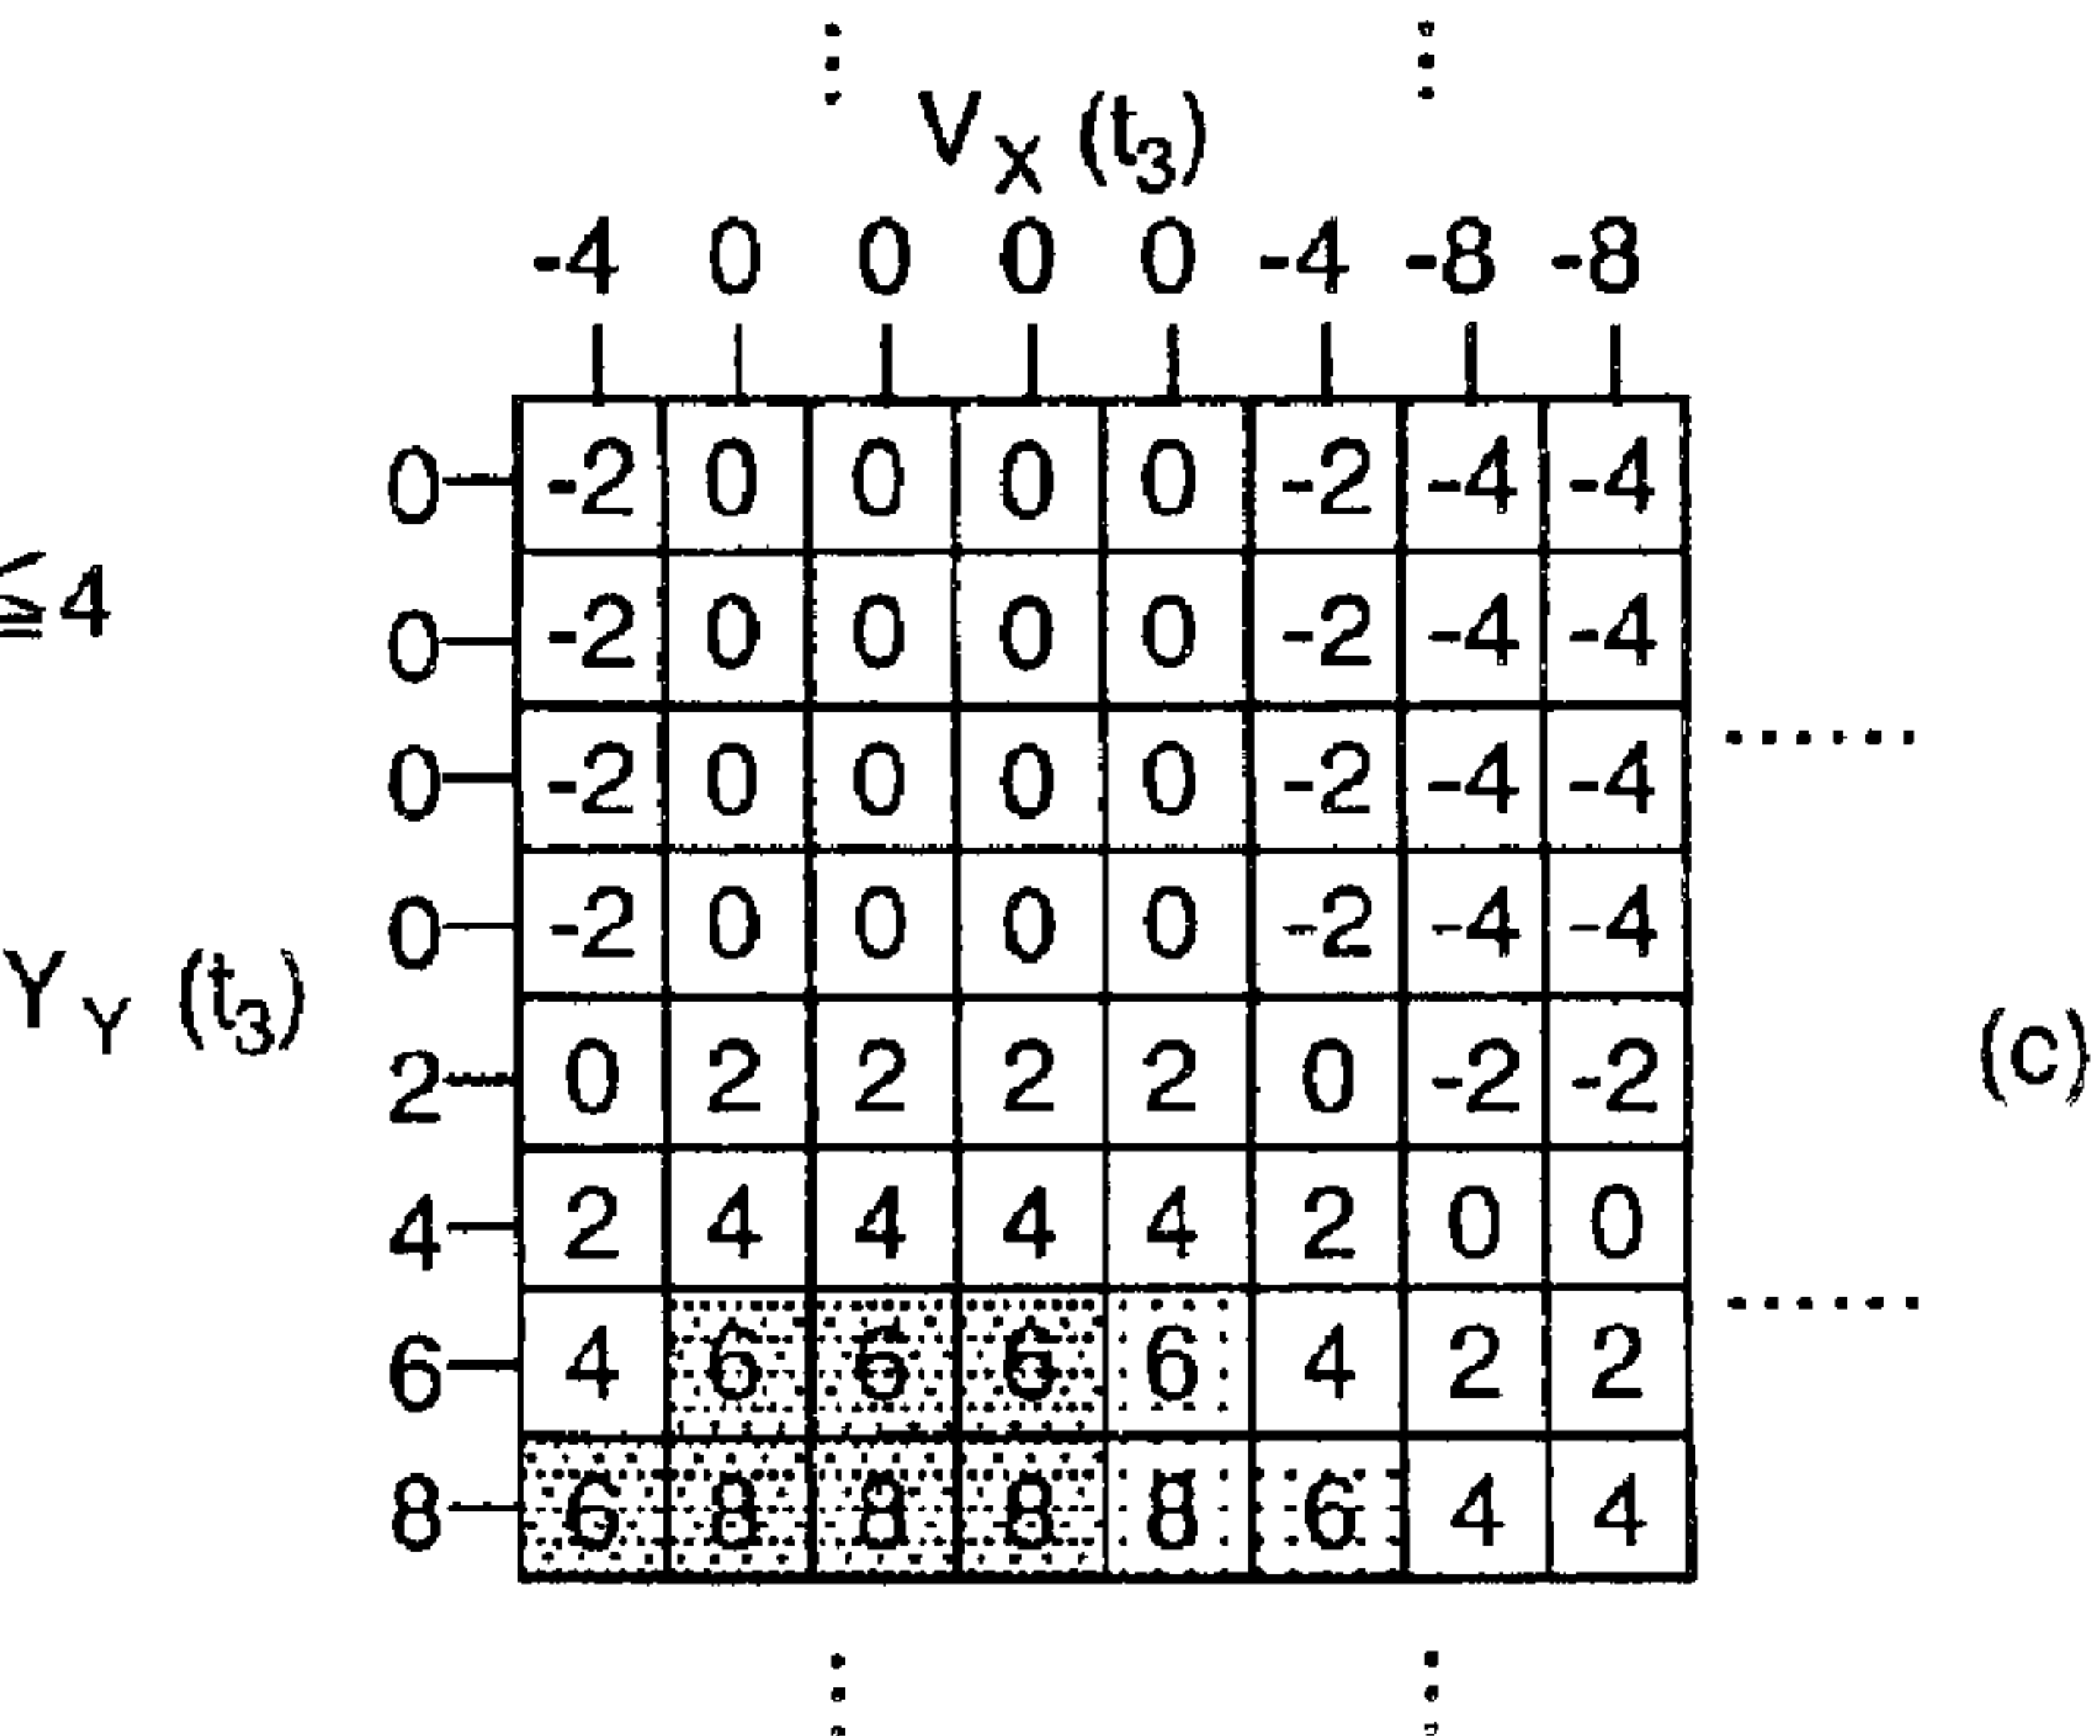 V_X (t_3)
-4 0 0 0 0 -4 -8 -8
0 -2 0 0 0 0 -2 -4 -4
≦4
0 -2 0 0 0 0 -2 -4 -4
0 -2 0 0 0 0 -2 -4 -4
0 -2 0 0 0 0 -2 -4 -4
Y_Y (t_3)
2 0 2 2 2 2 0 -2 -2
(c)
4 2 4 4 4 4 2 0 0
6 4 6 6 6 6 4 2 2
8 6 8 8 8 8 6 4 4